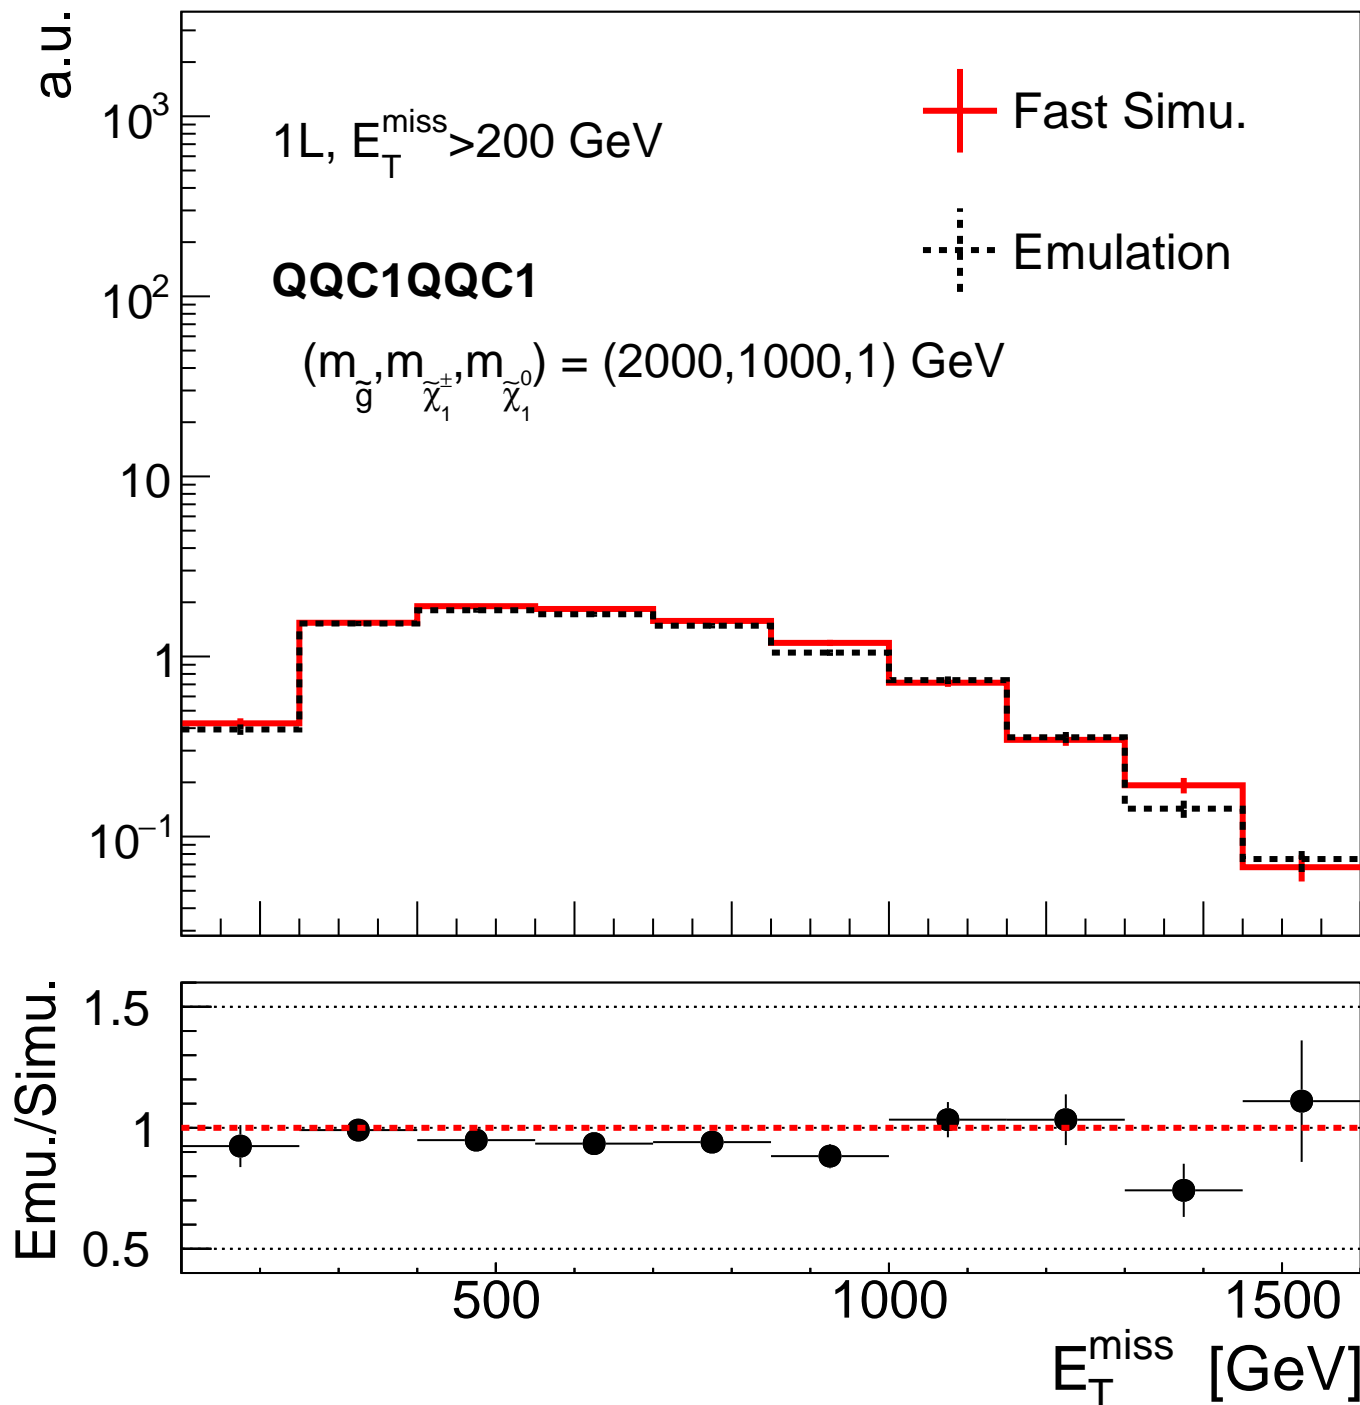 a.u.
10³
10²
10
1
10⁻¹
Fast Simu.
Emulation
1L, E_T^miss>200 GeV
QQC1QQC1
(m_g̃,m_χ̃₁^±,m_χ̃₁^0) = (2000,1000,1) GeV
Emu./Simu.
1.5
1
0.5
500 1000 1500
E_T^miss [GeV]